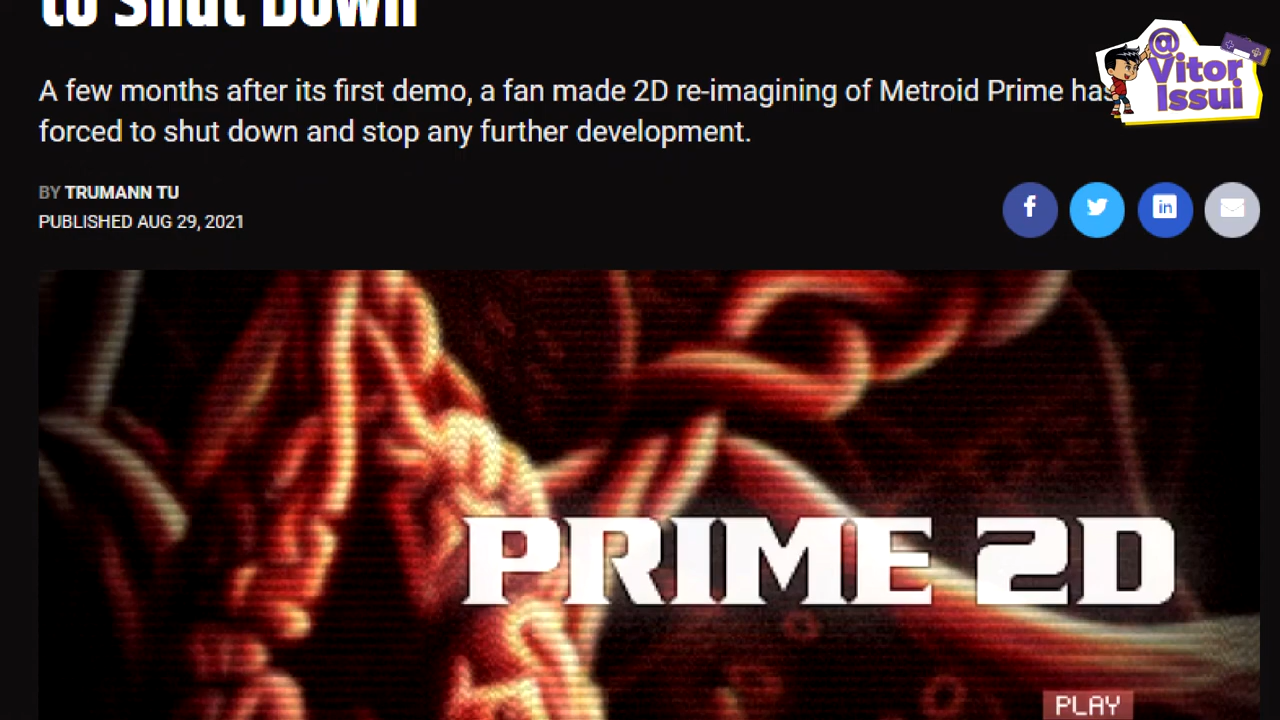 to Shut Down
A few months after its first demo, a fan made 2D re-imagining of Metroid Prime has
forced to shut down and stop any further development.
BY TRUMANN TU
PUBLISHED AUG 29, 2021
@
Vitor
Issui
f
in
PRIME 2D
PLAY